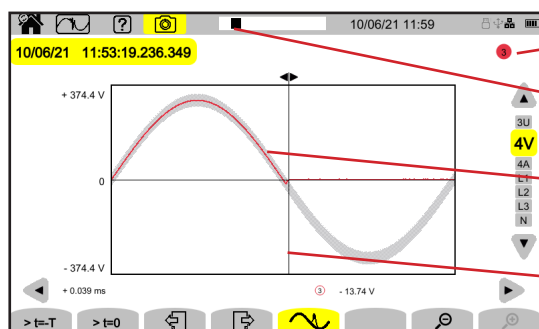 ?
10/06/21 11:59
10/06/21 11:53:19.236.349
3
+ 374.4 V
0
- 374.4 V
3U
4V
4A
L1
L2
L3
N
+ 0.039 ms
3 - 13.74 V
> t=-T
> t=0